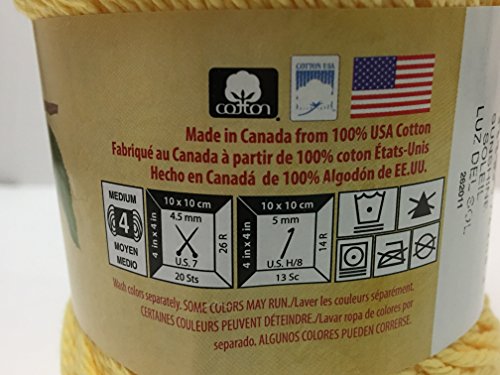 cotton
COTTON USA
Made in Canada from 100% USA Cotton
Fabriqué au Canada à partir de 100% coton États-Unis
Hecho en Canadá de 100% Algodón de EE.UU.
MEDIUM
4
MOYEN
MEDIO
10 x 10 cm
4 in x 4 in
4.5 mm
26 R
U.S. 7
20 Sts
10 x 10 cm
4 in x 4 in
5 mm
14 R
U.S. H/8
13 Sc
Wash colors separately. SOME COLORS MAY RUN./Laver les couleurs séparément.
CERTAINES COULEURS PEUVENT DÉTEINDRE./Lavar ropa de colores por
separado. ALGUNOS COLORES PUEDEN CORRERSE.
SOLEIL
LUZ DEL SOL
282011